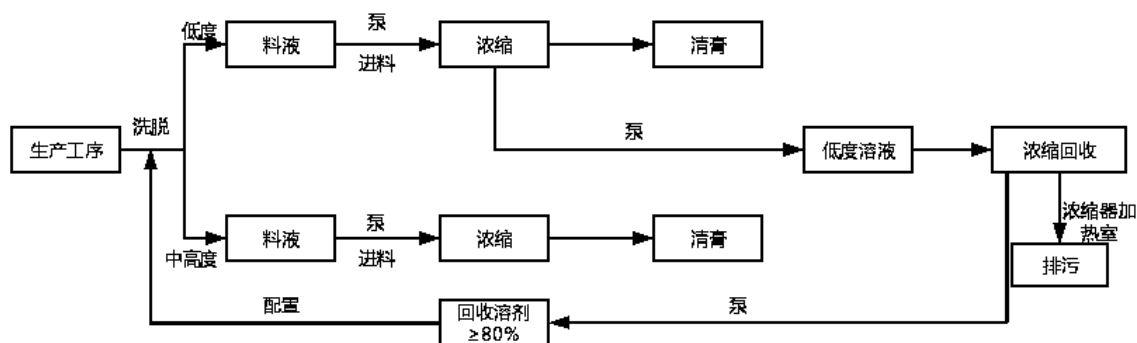 低度
料液
泵
进料
浓缩
清膏
生产工序
洗脱
泵
低度溶液
浓缩回收
中高度
料液
泵
进料
浓缩
清膏
浓缩器加
热室
排污
配置
回收溶剂
≥80%
泵